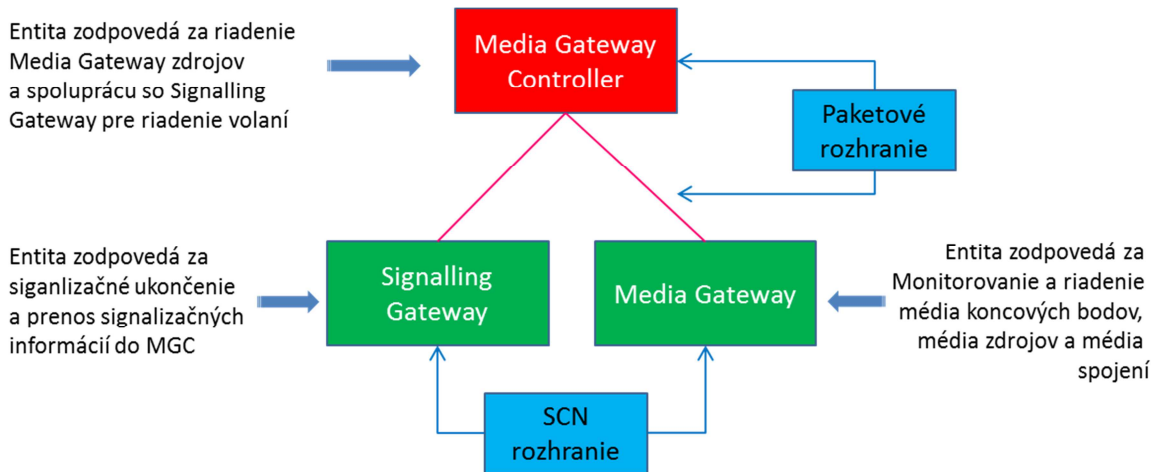 Entita zodpovedá za riadenie
Media Gateway zdrojov
a spoluprácu so Signalling
Gateway pre riadenie volaní
Media Gateway
Controller
Paketové
rozhranie
Entita zodpovedá za
siganlizačné ukončenie
a prenos signalizačných
informácií do MGC
Signalling
Gateway
Media Gateway
Entita zodpovedá za
Monitorovanie a riadenie
média koncových bodov,
média zdrojov a média
spojení
SCN
rozhranie